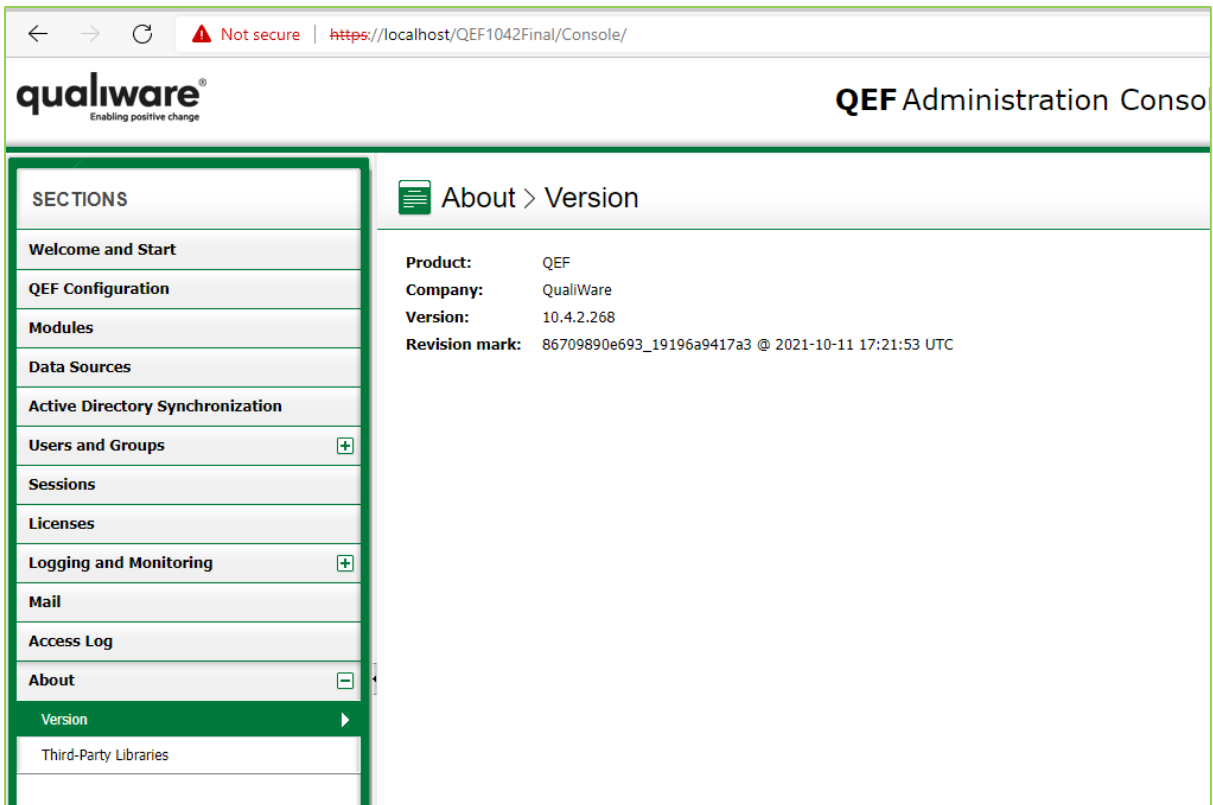 Not secure | https://localhost/QEF1042Final/Console/
qualiware®
Enabling positive change
QEF Administration Consol
SECTIONS
Welcome and Start
QEF Configuration
Modules
Data Sources
Active Directory Synchronization
Users and Groups
Sessions
Licenses
Logging and Monitoring
Mail
Access Log
About
Version
Third-Party Libraries
About > Version
Product: QEF
Company: QualiWare
Version: 10.4.2.268
Revision mark: 86709890e693_19196a9417a3 @ 2021-10-11 17:21:53 UTC